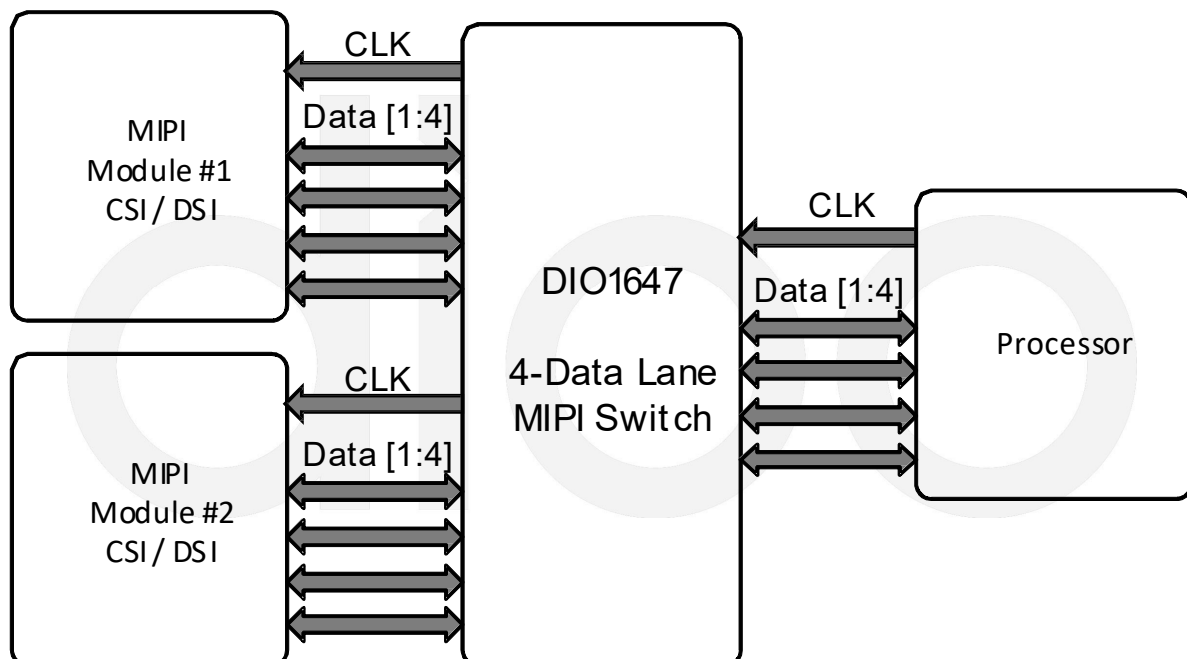 CLK
Data [1:4]
MIPI
Module #1
CSI / DSI
CLK
Data [1:4]
MIPI
Module #2
CSI / DSI
DIO1647
4-Data Lane
MIPI Switch
CLK
Data [1:4]
Processor
dioo